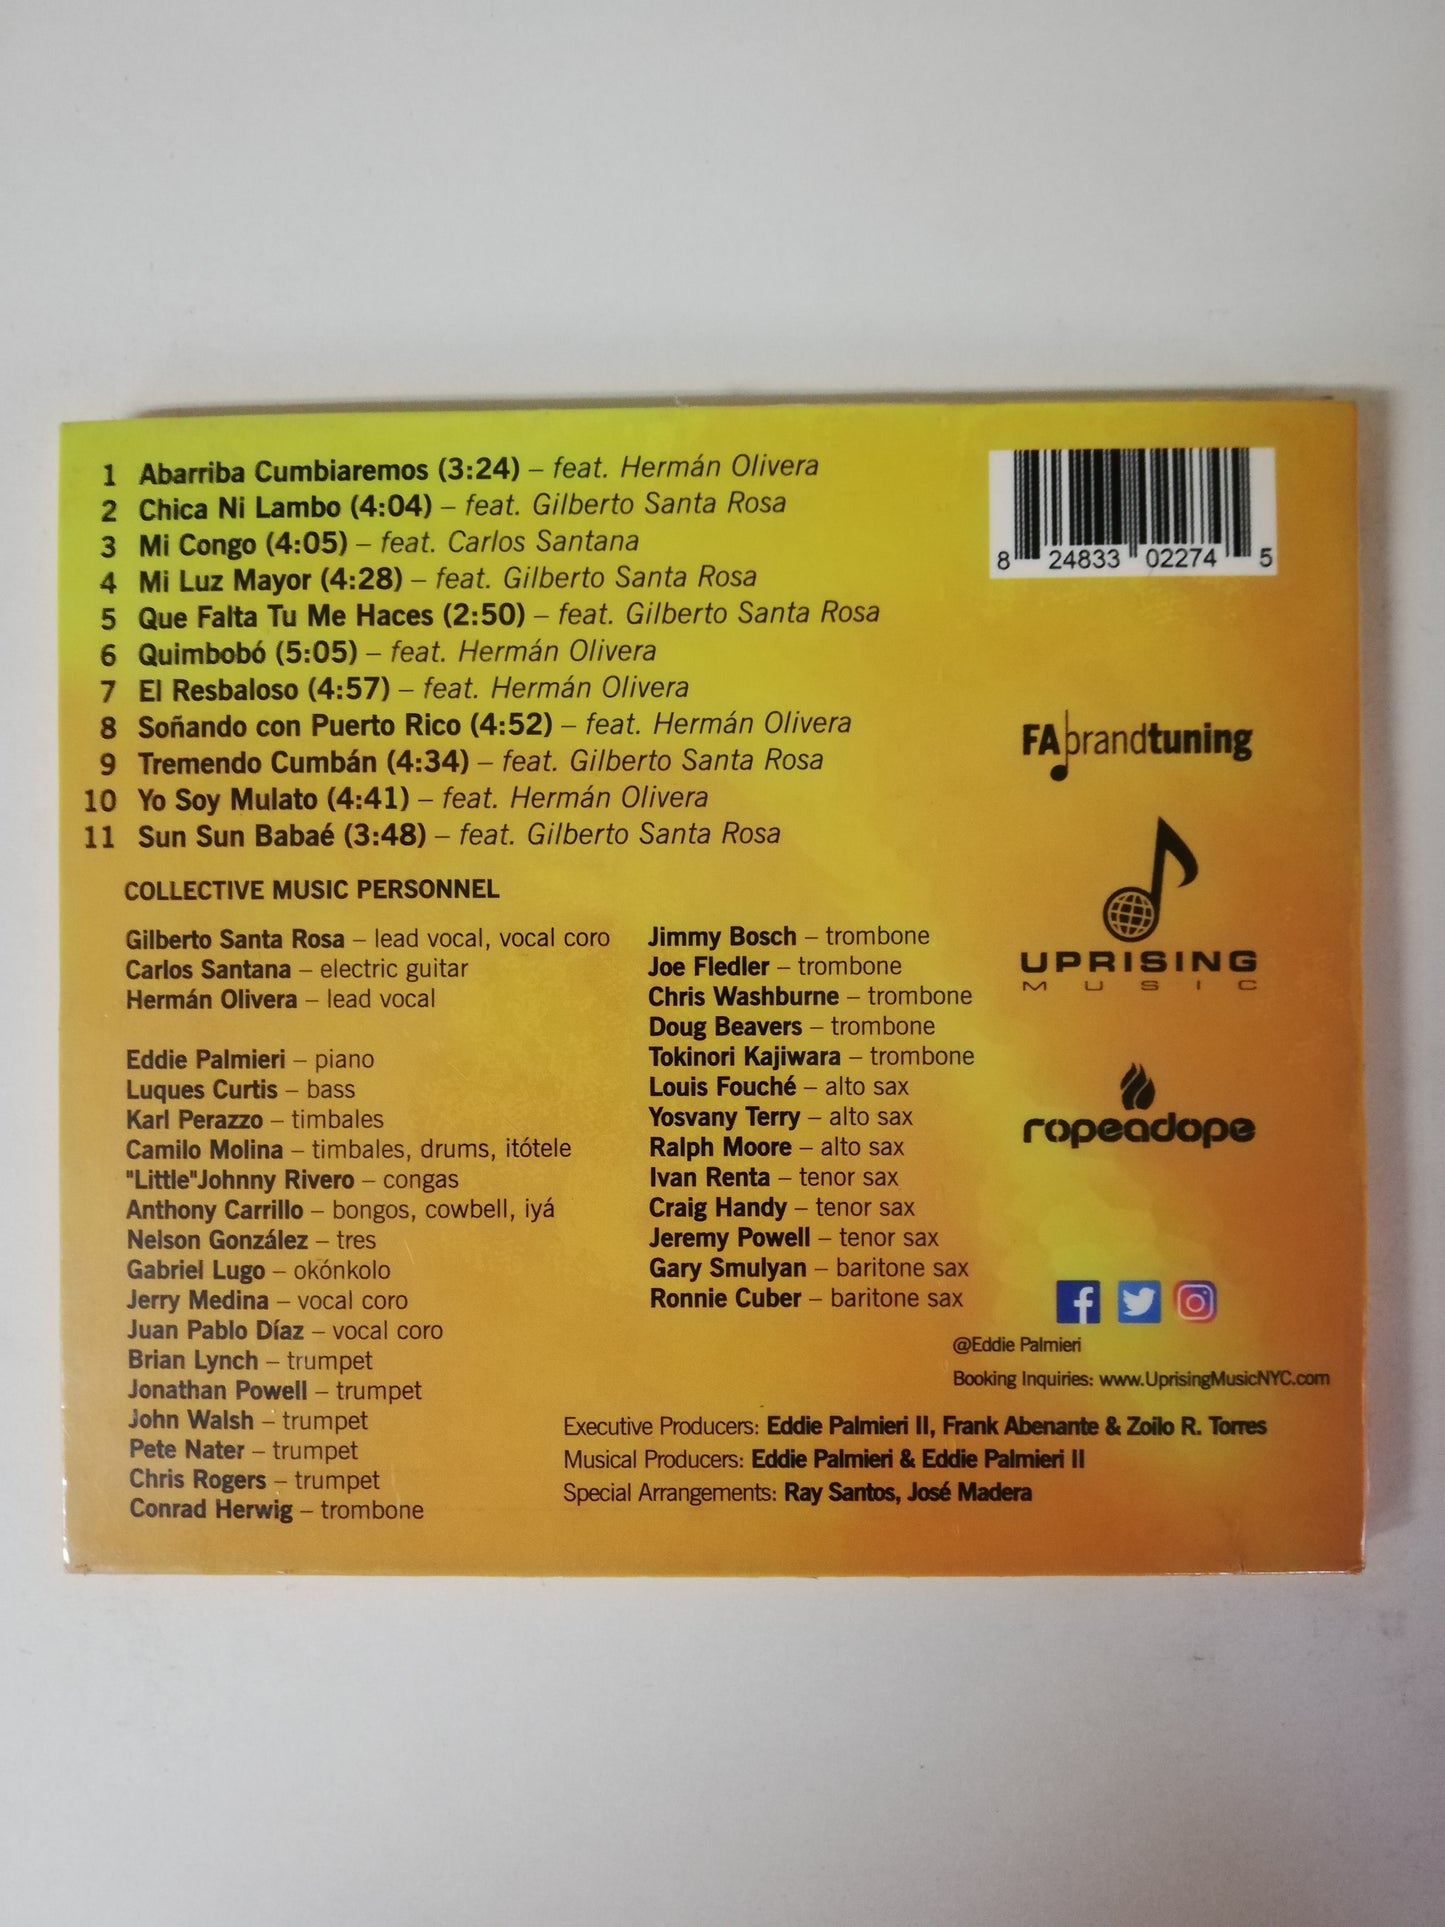 1 Abarriba Cumbiaremos (3:24) – feat. Hermán Olivera
2 Chica Ni Lambo (4:04) – feat. Gilberto Santa Rosa
3 Mi Congo (4:05) – feat. Carlos Santana
4 Mi Luz Mayor (4:28) – feat. Gilberto Santa Rosa
5 Que Falta Tu Me Haces (2:50) – feat. Gilberto Santa Rosa
6 Quimbobó (5:05) – feat. Hermán Olivera
7 El Resbaloso (4:57) – feat. Hermán Olivera
8 Soñando con Puerto Rico (4:52) – feat. Hermán Olivera
9 Tremendo Cumbán (4:34) – feat. Gilberto Santa Rosa
10 Yo Soy Mulato (4:41) – feat. Hermán Olivera
11 Sun Sun Babaé (3:48) – feat. Gilberto Santa Rosa
COLLECTIVE MUSIC PERSONNEL
Gilberto Santa Rosa – lead vocal, vocal coro
Carlos Santana – electric guitar
Hermán Olivera – lead vocal
Eddie Palmieri – piano
Luques Curtis – bass
Karl Perazzo – timbales
Camilo Molina – timbales, drums, itótele
"Little"Johnny Rivero – congas
Anthony Carrillo – bongos, cowbell, iyá
Nelson González – tres
Gabriel Lugo – okónkolo
Jerry Medina – vocal coro
Juan Pablo Díaz – vocal coro
Brian Lynch – trumpet
Jonathan Powell – trumpet
John Walsh – trumpet
Pete Nater – trumpet
Chris Rogers – trumpet
Conrad Herwig – trombone
Jimmy Bosch – trombone
Joe Fledler – trombone
Chris Washburne – trombone
Doug Beavers – trombone
Tokinori Kajiwara – trombone
Louis Fouché – alto sax
Yosvany Terry – alto sax
Ralph Moore – alto sax
Ivan Renta – tenor sax
Craig Handy – tenor sax
Jeremy Powell – tenor sax
Gary Smulyan – baritone sax
Ronnie Cuber – baritone sax
8 24833 02274 5
FAbrandtuning
UPRISING
MUSIC
ropeadope
@Eddie Palmieri
Booking Inquiries: www.UprisingMusicNYC.com
Executive Producers: Eddie Palmieri II, Frank Abenante & Zoilo R. Torres
Musical Producers: Eddie Palmieri & Eddie Palmieri II
Special Arrangements: Ray Santos, José Madera